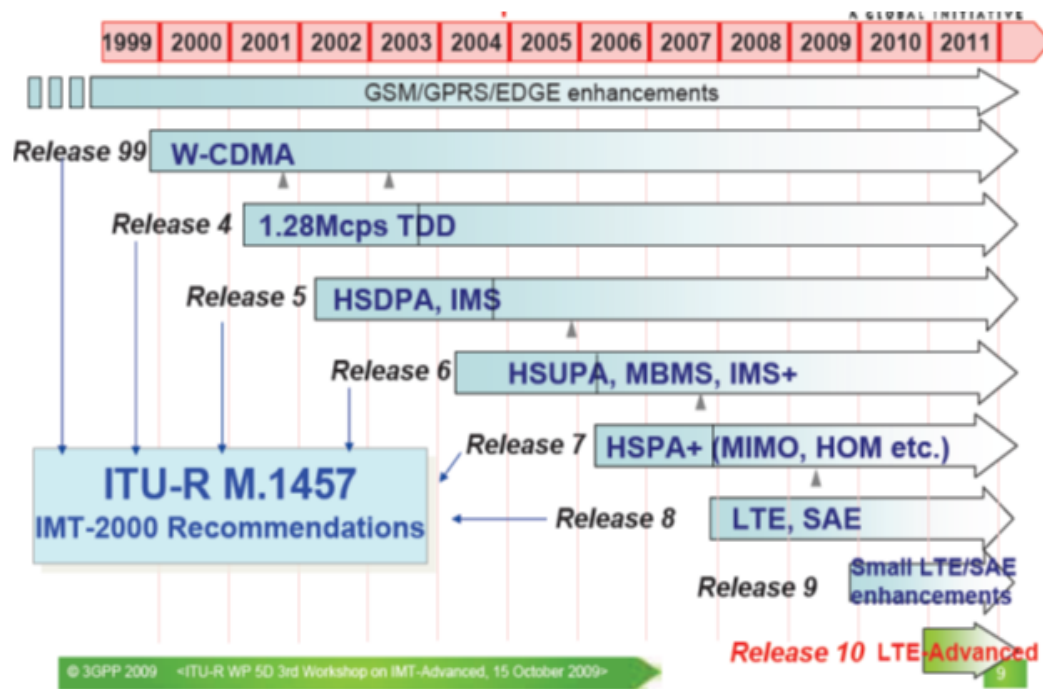 A GLOBAL INITIATIVE
1999 2000 2001 2002 2003 2004 2005 2006 2007 2008 2009 2010 2011
GSM/GPRS/EDGE enhancements
Release 99 W-CDMA
Release 4 1.28Mcps TDD
Release 5 HSDPA, IMS
Release 6 HSUPA, MBMS, IMS+
Release 7 HSPA+ (MIMO, HOM etc.)
ITU-R M.1457
IMT-2000 Recommendations
Release 8 LTE, SAE
Release 9 Small LTE/SAE
enhancements
Release 10 LTE-Advanced
© 3GPP 2009 <ITU-R WP 5D 3rd Workshop on IMT-Advanced, 15 October 2009> 9